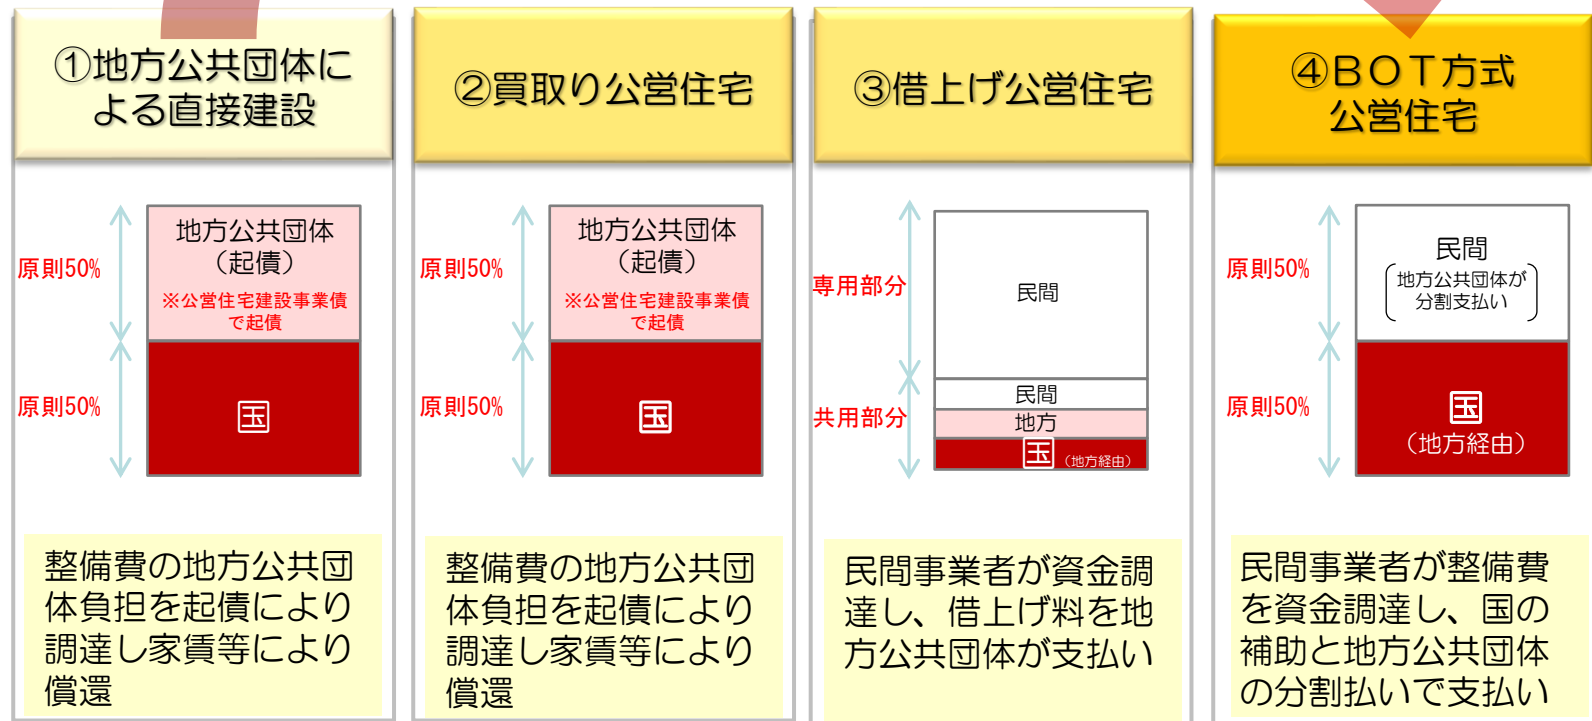 ①地方公共団体に
よる直接建設
原則50%
地方公共団体
（起債）
※公営住宅建設事業債
で起債
原則50%
国
整備費の地方公共団
体負担を起債により
調達し家賃等により
償還
②買取り公営住宅
原則50%
地方公共団体
（起債）
※公営住宅建設事業債
で起債
原則50%
国
整備費の地方公共団
体負担を起債により
調達し家賃等により
償還
③借上げ公営住宅
専用部分
民間
共用部分
民間
地方
国（地方経由）
民間事業者が資金調
達し、借上げ料を地
方公共団体が支払い
④ＢＯＴ方式
公営住宅
原則50%
民間
地方公共団体が
分割支払い
原則50%
国
（地方経由）
民間事業者が整備費
を資金調達し、国の
補助と地方公共団体
の分割払いで支払い